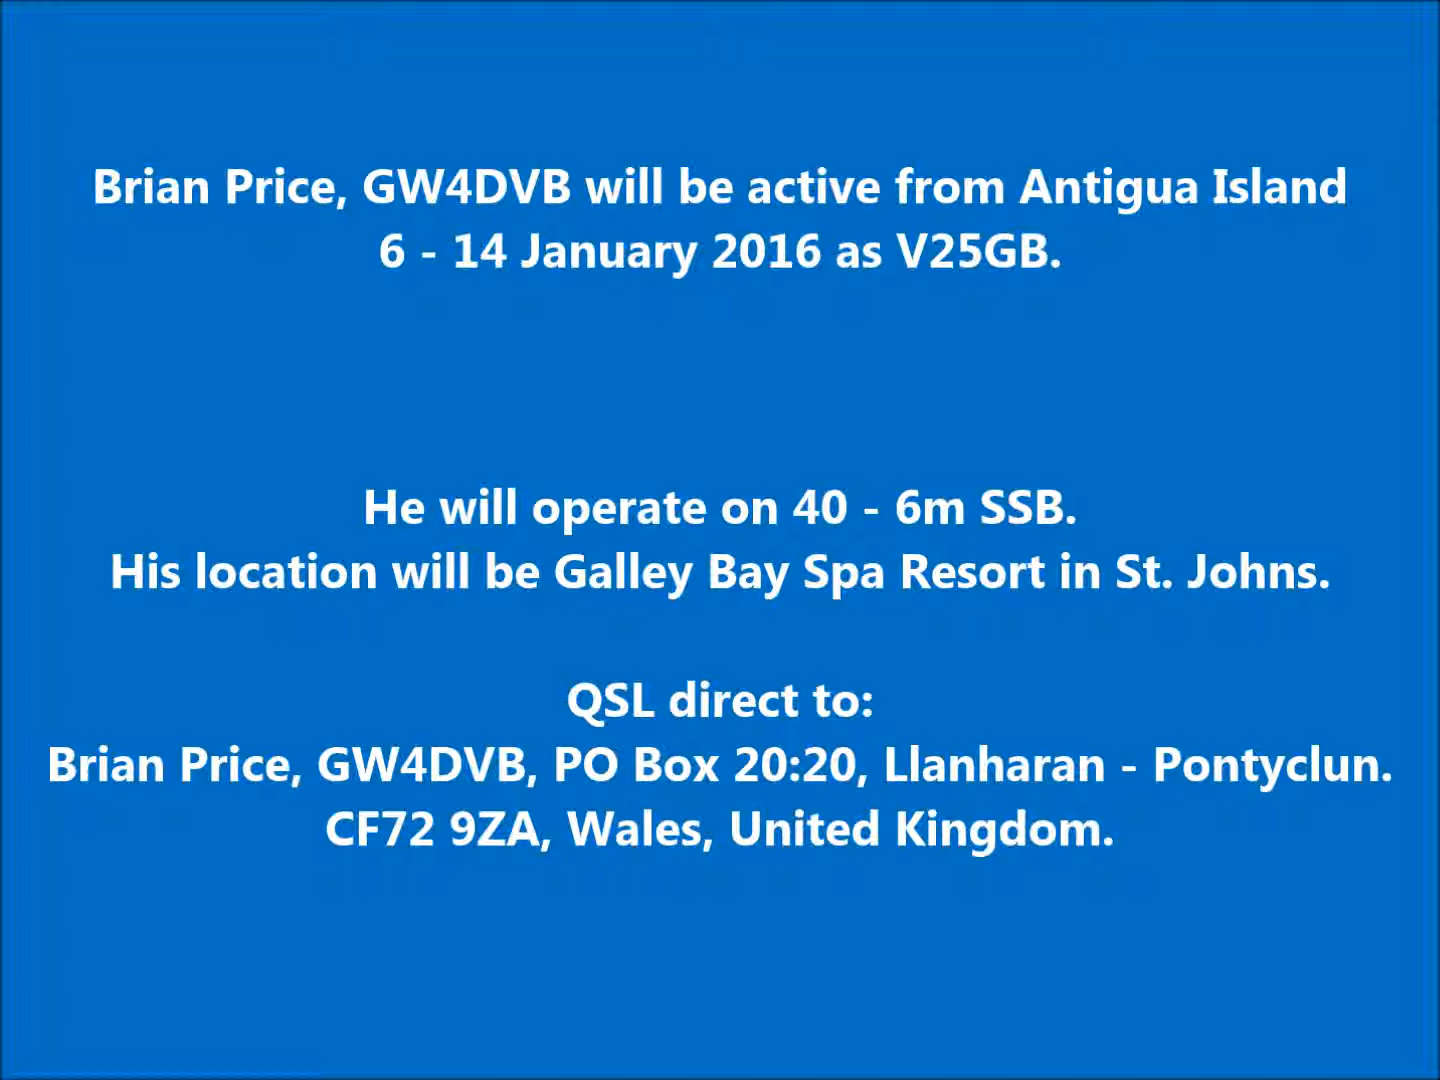 Brian Price, GW4DVB will be active from Antigua Island
6 - 14 January 2016 as V25GB.
He will operate on 40 - 6m SSB.
His location will be Galley Bay Spa Resort in St. Johns.
QSL direct to:
Brian Price, GW4DVB, PO Box 20:20, Llanharan - Pontyclun.
CF72 9ZA, Wales, United Kingdom.